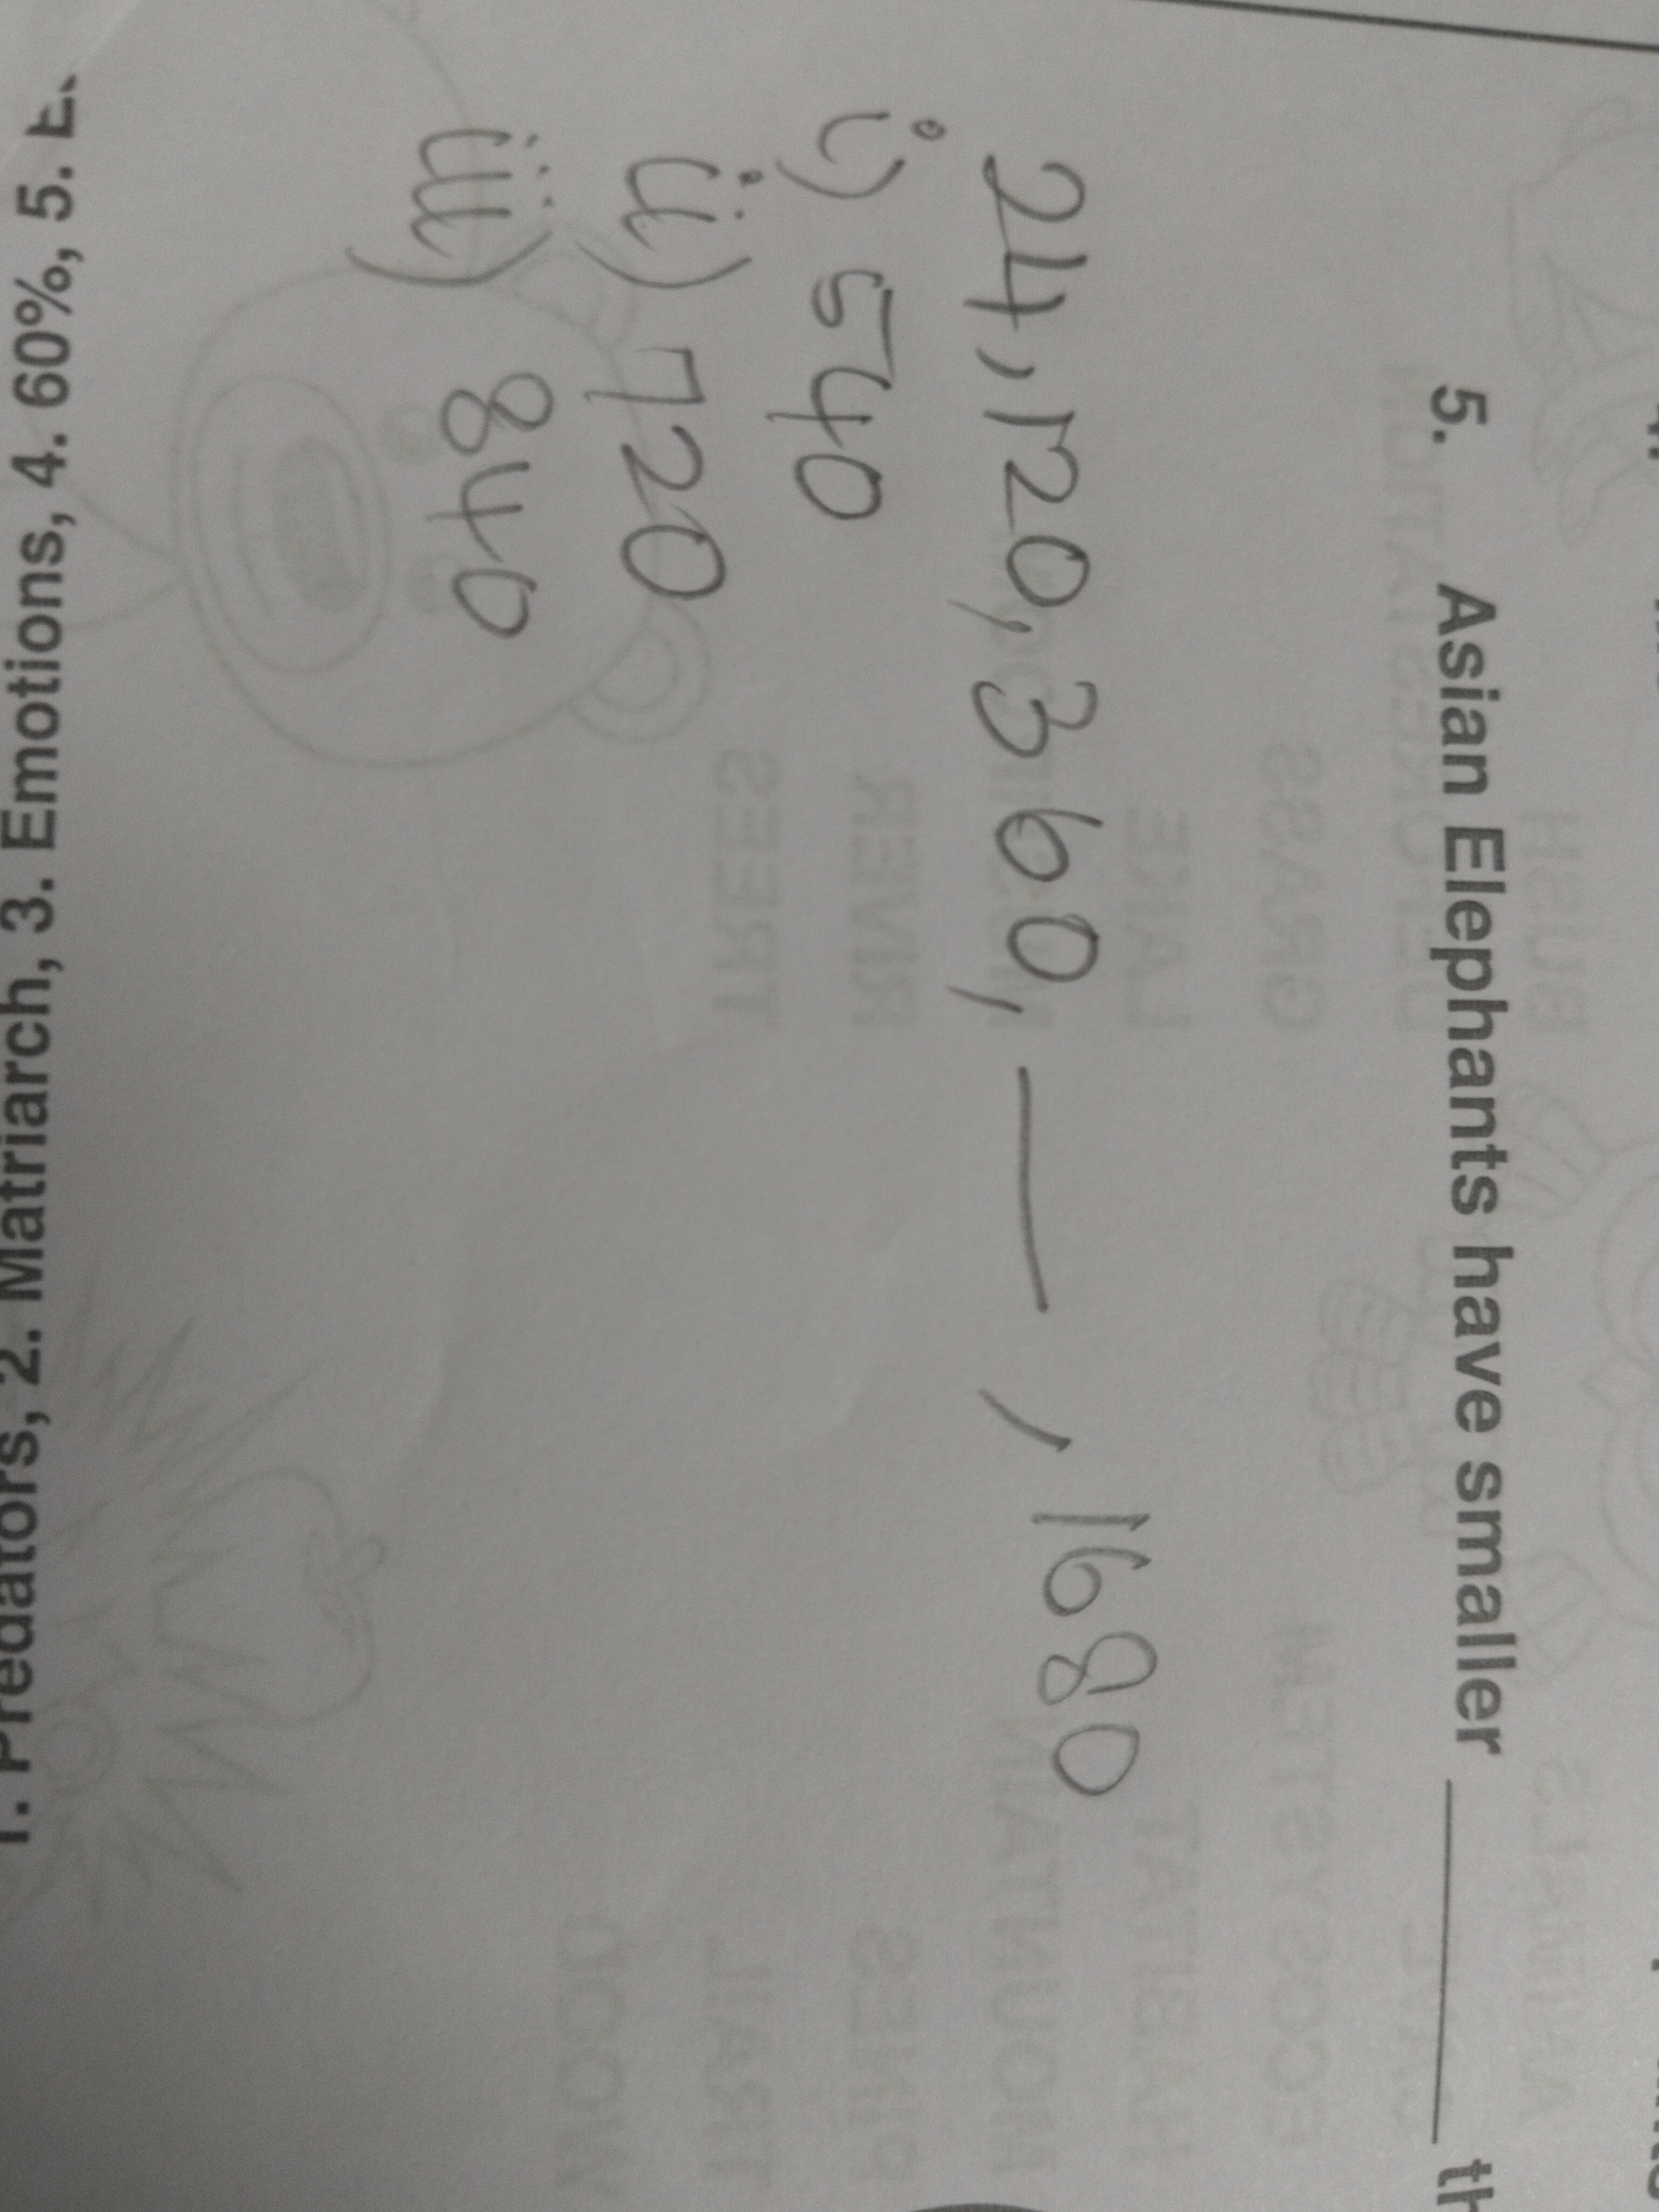 5. Asian Elephants have smaller ________
24, 120, 360, — , 1680
i) 540
ii) 720
iii) 840
1. Predators, 2. Matriarch, 3. Emotions, 4. 60%, 5.